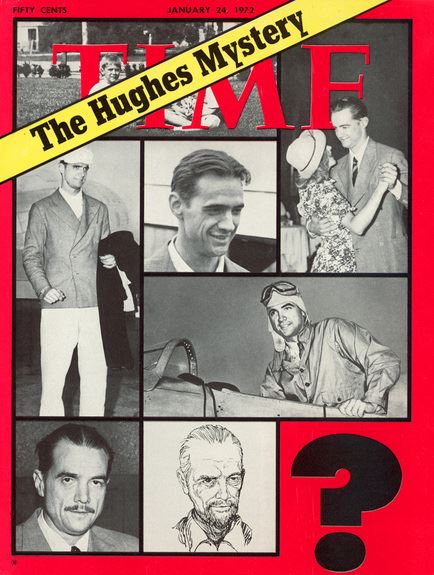 FIFTY CENTS
JANUARY 24, 1972
TIME
The Hughes Mystery
?